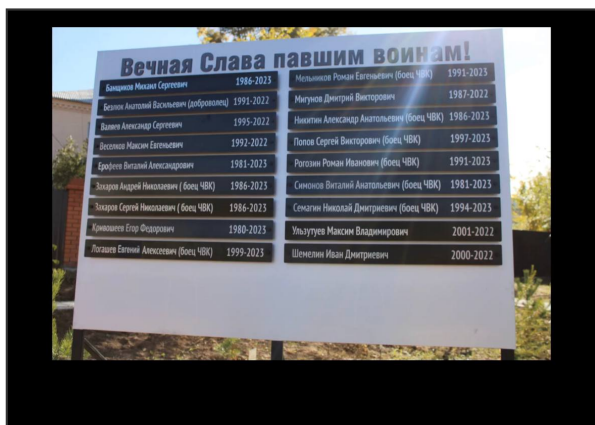 Вечная Слава павшим воинам!
Банщиков Михаил Сергеевич 1986-2023
Безлюк Анатолий Васильевич (доброволец) 1991-2022
Валяев Александр Сергеевич 1995-2022
Веселков Максим Евгеньевич 1992-2022
Ерофеев Виталий Александрович 1981-2023
Захаров Андрей Николаевич ( боец ЧВК) 1986-2023
Захаров Сергей Николаевич ( боец ЧВК) 1986-2023
Кривошеев Егор Федорович 1980-2023
Логашев Евгений Алексеевич (боец ЧВК) 1999-2023
Мельников Роман Евгеньевич (боец ЧВК) 1991-2023
Мигунов Дмитрий Викторович 1987-2022
Никитин Александр Анатольевич (боец ЧВК) 1986-2023
Попов Сергей Викторович (боец ЧВК) 1997-2023
Рогозин Роман Иванович (боец ЧВК) 1991-2023
Симонов Виталий Анатольевич (боец ЧВК) 1981-2023
Семагин Николай Дмитриевич (боец ЧВК) 1994-2023
Ульзутуев Максим Владимирович 2001-2022
Шемелин Иван Дмитриевич 2000-2022